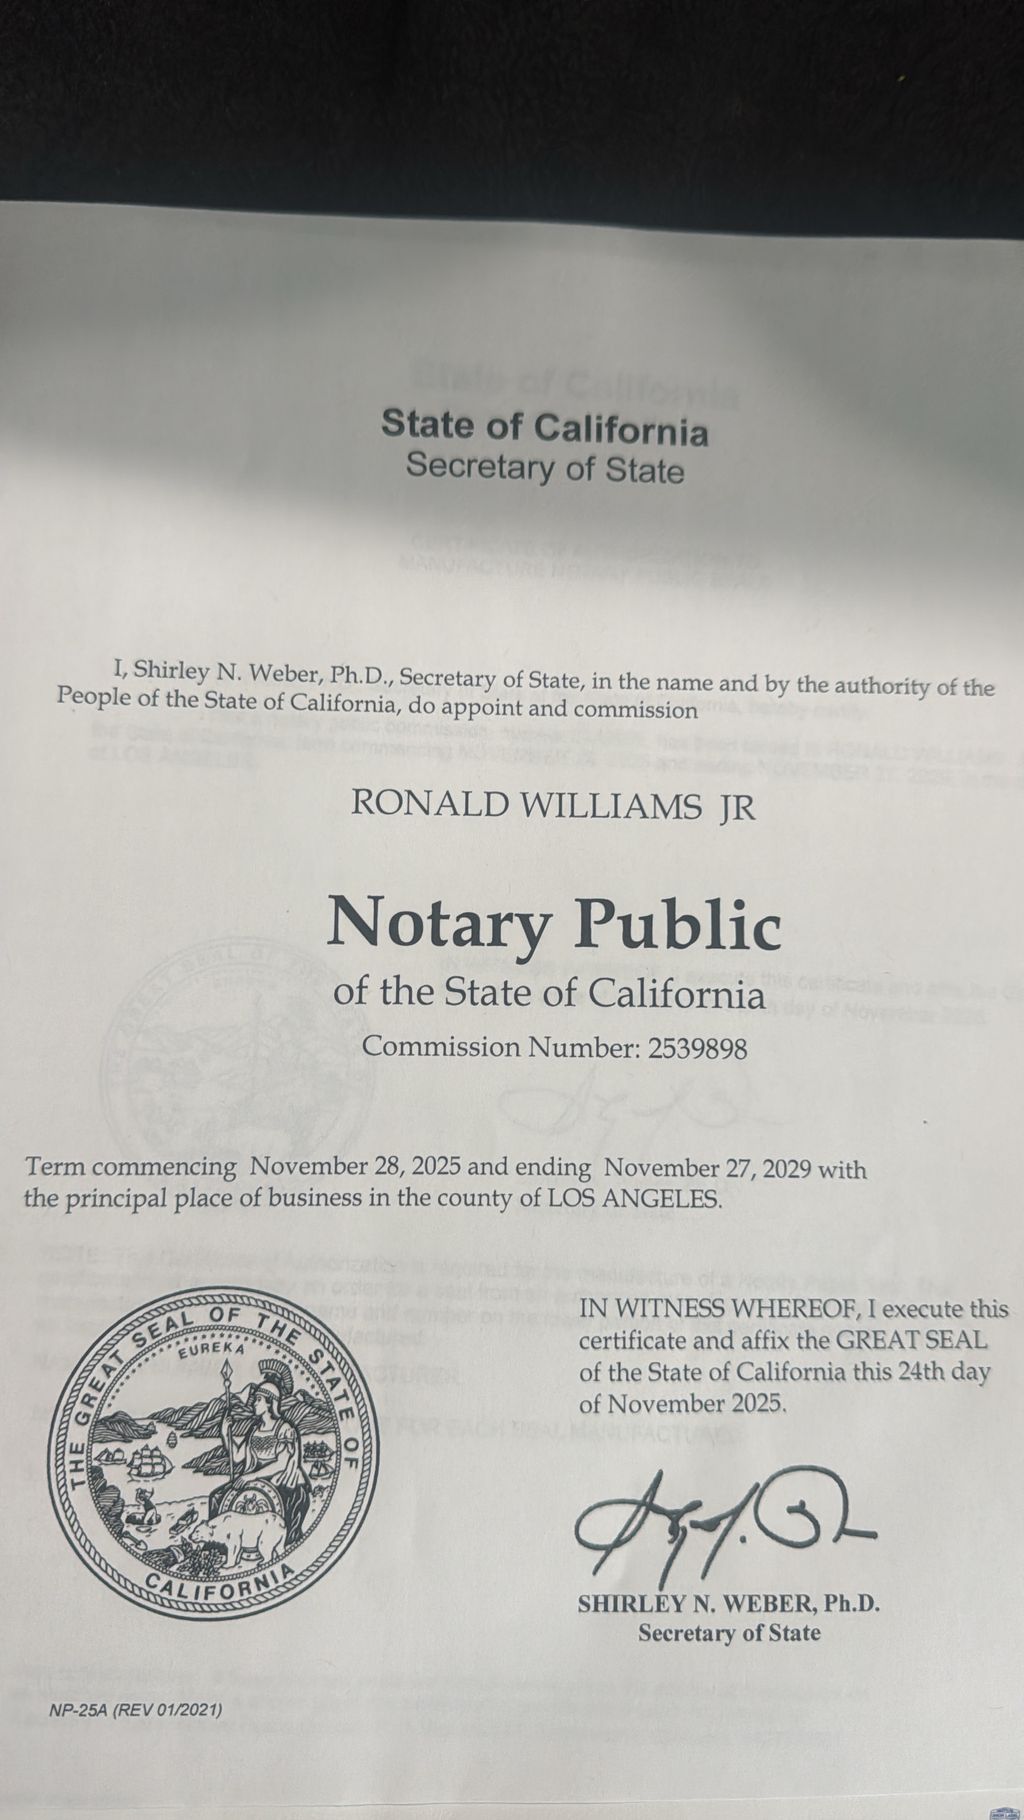 State of California
Secretary of State
I, Shirley N. Weber, Ph.D., Secretary of State, in the name and by the authority of the
People of the State of California, do appoint and commission
RONALD WILLIAMS JR
Notary Public
of the State of California
Commission Number: 2539898
Term commencing November 28, 2025 and ending November 27, 2029 with
the principal place of business in the county of LOS ANGELES.
THE GREAT SEAL OF THE STATE OF
EUREKA
CALIFORNIA
IN WITNESS WHEREOF, I execute this
certificate and affix the GREAT SEAL
of the State of California this 24th day
of November 2025.
SHIRLEY N. WEBER, Ph.D.
Secretary of State
NP-25A (REV 01/2021)